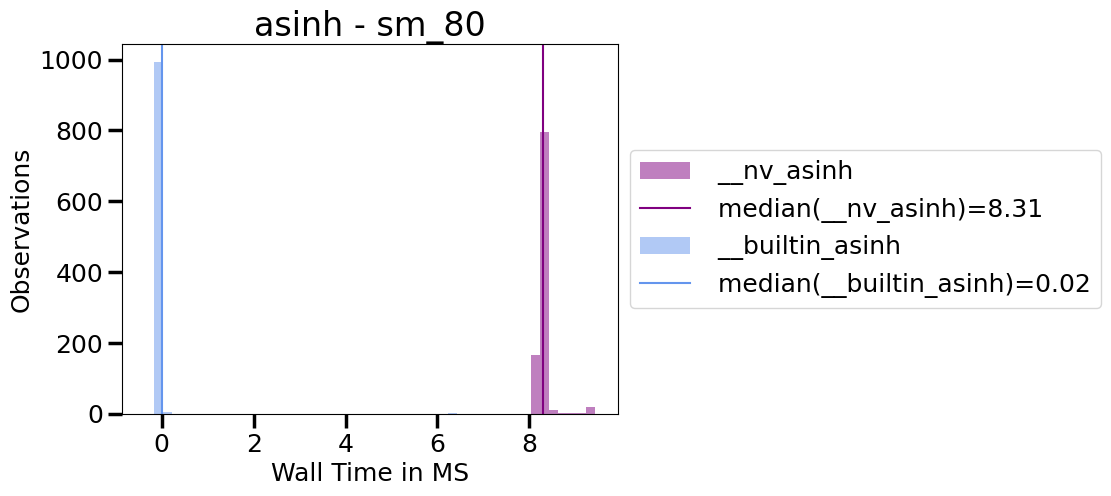 asinh - sm_80
Observations
1000
800
600
400
200
0
0 2 4 6 8
Wall Time in MS
__nv_asinh
median(__nv_asinh)=8.31
__builtin_asinh
median(__builtin_asinh)=0.02